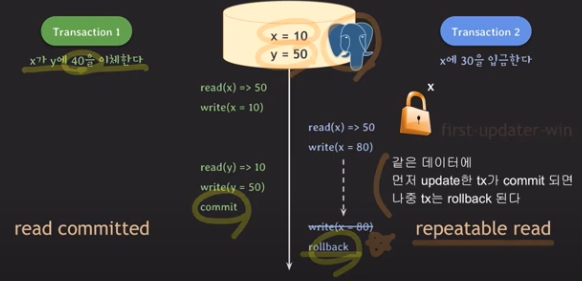 Transaction 1
x가 y에 40을 이체한다
x = 10
y = 50
Transaction 2
x에 30을 입금한다
read(x) => 50
write(x = 10)
x
read(x) => 50
write(x = 80)
first-updater-win
read(y) => 10
write(y = 50)
commit
같은 데이터에
먼저 update한 tx가 commit 되면
나중 tx는 rollback 된다
read committed
write(x = 80)
rollback
repeatable read